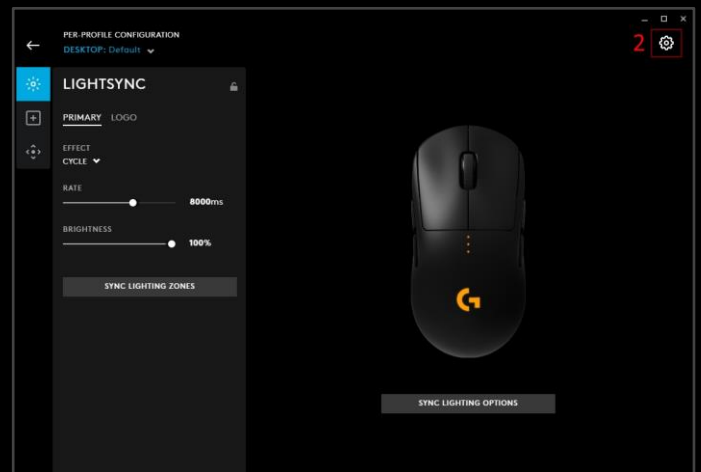 PER-PROFILE CONFIGURATION
DESKTOP: Default
2
LIGHTSYNC
PRIMARY LOGO
EFFECT
CYCLE
RATE
8000ms
BRIGHTNESS
100%
SYNC LIGHTING ZONES
G
SYNC LIGHTING OPTIONS